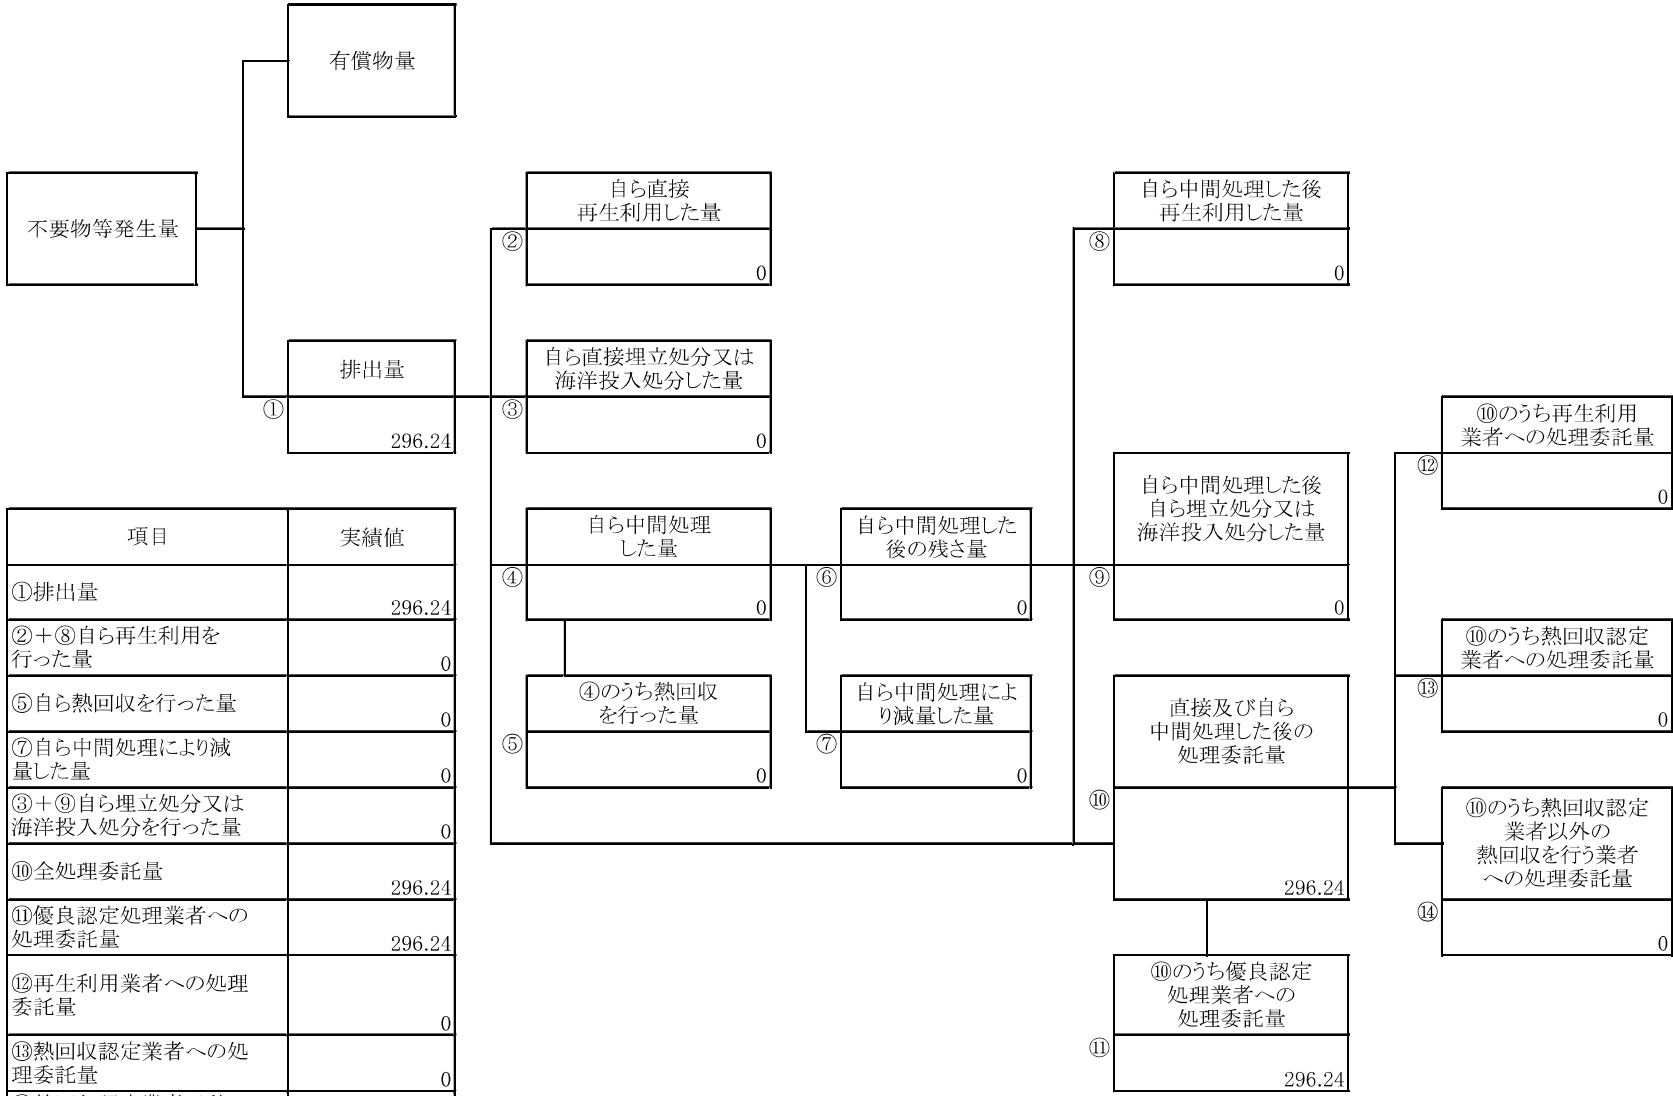 有償物量
不要物等発生量
自ら直接
再生利用した量
②
0
自ら中間処理した後
再生利用した量
⑧
0
排出量
①
296.24
自ら直接埋立処分又は
海洋投入処分した量
③
0
⑩のうち再生利用
業者への処理委託量
⑫
0
自ら中間処理
した量
④
0
自ら中間処理した
後の残さ量
⑥
0
自ら中間処理した後
自ら埋立処分又は
海洋投入処分した量
⑨
0
⑩のうち熱回収認定
業者への処理委託量
⑬
0
④のうち熱回収
を行った量
⑤
0
自ら中間処理によ
り減量した量
⑦
0
直接及び自ら
中間処理した後の
処理委託量
⑩
296.24
⑩のうち熱回収認定
業者以外の
熱回収を行う業者
への処理委託量
⑭
0
⑩のうち優良認定
処理業者への
処理委託量
⑪
296.24
項目
実績値
①排出量
296.24
②＋⑧自ら再生利用を
行った量
0
⑤自ら熱回収を行った量
0
⑦自ら中間処理により減
量した量
0
③＋⑨自ら埋立処分又は
海洋投入処分を行った量
0
⑩全処理委託量
296.24
⑪優良認定処理業者への
処理委託量
296.24
⑫再生利用業者への処理
委託量
0
⑬熱回収認定業者への処
理委託量
0